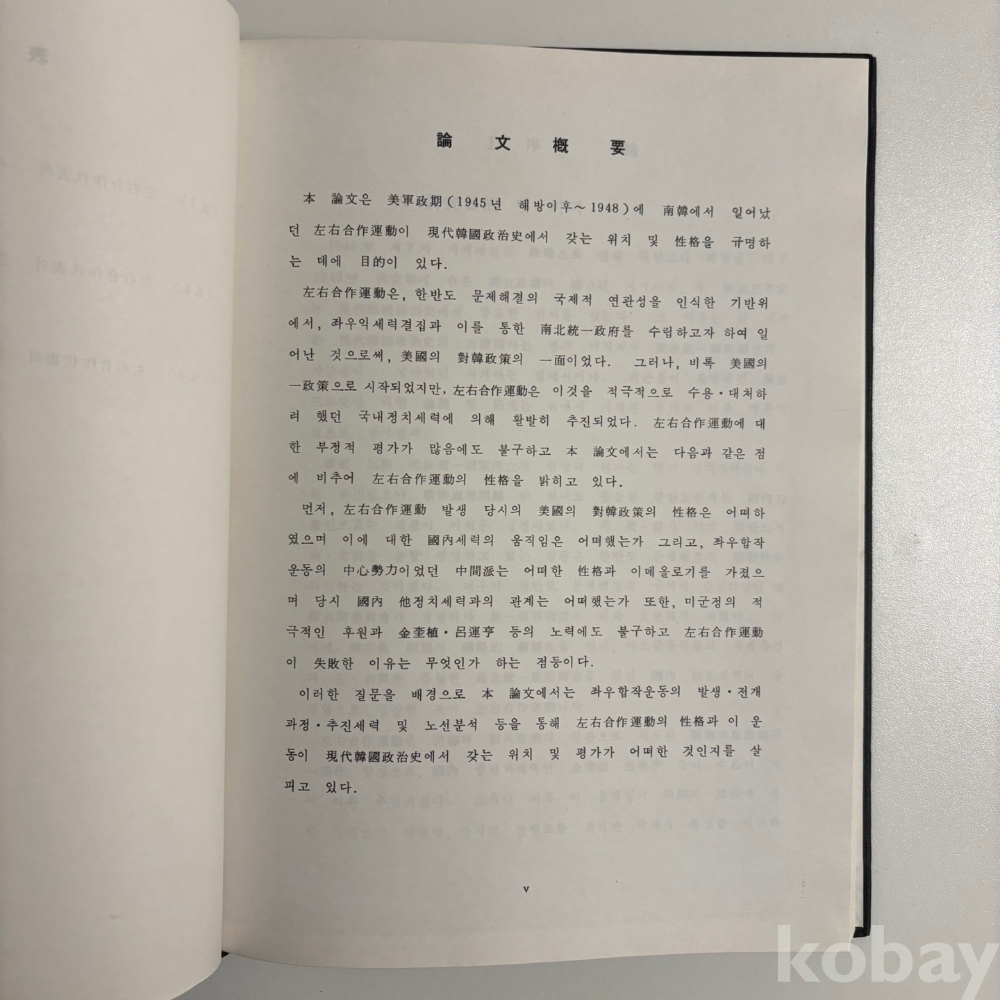 論文槪要
本 論文은 美軍政期(1945년 해방이후~1948)에 南韓에서 일어났
던 左右合作運動이 現代韓國政治史에서 갖는 위치 및 性格을 규명하
는 데에 目的이 있다.
左右合作運動은, 한반도 문제해결의 국제적 연관성을 인식한 기반위
에서, 좌우익세력결집과 이를 통한 南北統一政府를 수립하고자 하여 일
어난 것으로써, 美國의 對韓政策의 一面이었다. 그러나, 비록 美國의
一政策으로 시작되었지만, 左右合作運動은 이것을 적극적으로 수용·대처하
려 했던 국내정치세력에 의해 활발히 추진되었다. 左右合作運動에 대
한 부정적 평가가 많음에도 불구하고 本 論文에서는 다음과 같은 점
에 비추어 左右合作運動의 性格을 밝히고 있다.
먼저, 左右合作運動 발생 당시의 美國의 對韓政策의 性格은 어떠하
였으며 이에 대한 國內세력의 움직임은 어떠했는가 그리고, 좌우합작
운동의 中心勢力이었던 中間派는 어떠한 性格과 이데올로기를 가졌으
며 당시 國內 他정치세력과의 관계는 어떠했는가 또한, 미군정의 적
극적인 후원과 金奎植·呂運亨 등의 노력에도 불구하고 左右合作運動
이 失敗한 이유는 무엇인가 하는 점등이다.
이러한 질문을 배경으로 本 論文에서는 좌우합작운동의 발생·전개
과정·추진세력 및 노선분석 등을 통해 左右合作運動의 性格과 이 운
동이 現代韓國政治史에서 갖는 위치 및 평가가 어떠한 것인지를 살
피고 있다.
v
kobay